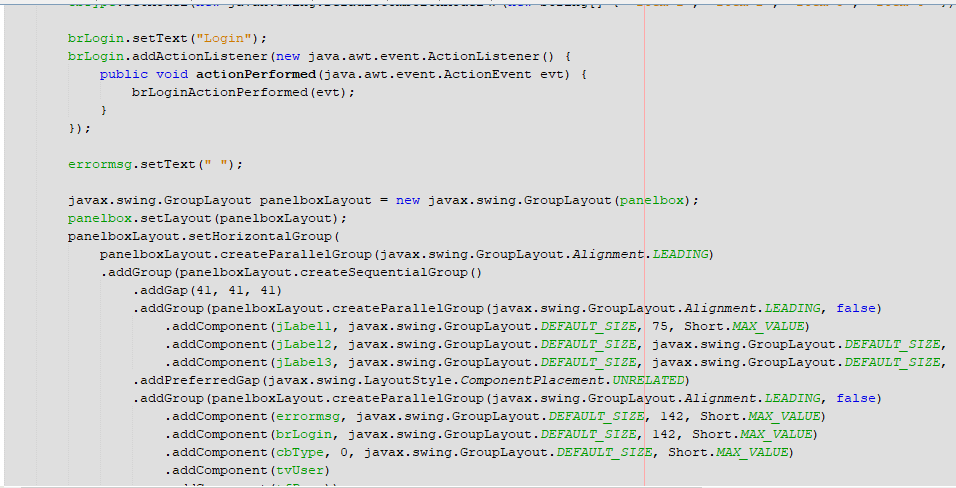 brLogin.setText("Login");
brLogin.addActionListener(new java.awt.event.ActionListener() {
public void actionPerformed(java.awt.event.ActionEvent evt) {
brLoginActionPerformed(evt);
}
});
errormsg.setText(" ");
javax.swing.GroupLayout panelboxLayout = new javax.swing.GroupLayout(panelbox);
panelbox.setLayout(panelboxLayout);
panelboxLayout.setHorizontalGroup(
panelboxLayout.createParallelGroup(javax.swing.GroupLayout.Alignment.LEADING)
.addGroup(panelboxLayout.createSequentialGroup()
.addGap(41, 41, 41)
.addGroup(panelboxLayout.createParallelGroup(javax.swing.GroupLayout.Alignment.LEADING, false)
.addComponent(jLabel1, javax.swing.GroupLayout.DEFAULT_SIZE, 75, Short.MAX_VALUE)
.addComponent(jLabel2, javax.swing.GroupLayout.DEFAULT_SIZE, javax.swing.GroupLayout.DEFAULT_SIZE,
.addComponent(jLabel3, javax.swing.GroupLayout.DEFAULT_SIZE, javax.swing.GroupLayout.DEFAULT_SIZE,
.addPreferredGap(javax.swing.LayoutStyle.ComponentPlacement.UNRELATED)
.addGroup(panelboxLayout.createParallelGroup(javax.swing.GroupLayout.Alignment.LEADING, false)
.addComponent(errormsg, javax.swing.GroupLayout.DEFAULT_SIZE, 142, Short.MAX_VALUE)
.addComponent(brLogin, javax.swing.GroupLayout.DEFAULT_SIZE, 142, Short.MAX_VALUE)
.addComponent(cbType, 0, javax.swing.GroupLayout.DEFAULT_SIZE, Short.MAX_VALUE)
.addComponent(tvUser)